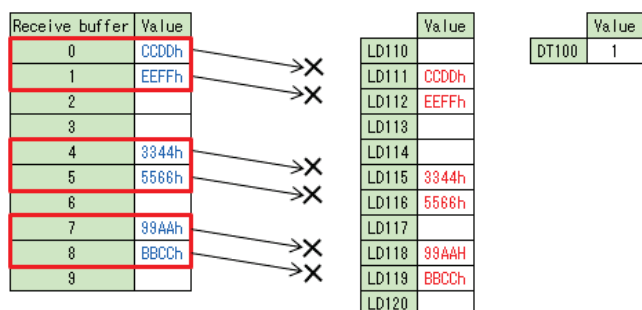 Receive buffer Value
0 CCDDh
1 EEFFh
2
3
4 3344h
5 5566h
6
7 99AAh
8 BBCCh
9
Value
LD110
LD111 CCDDh
LD112 EEFFh
LD113
LD114
LD115 3344h
LD116 5566h
LD117
LD118 99AAH
LD119 BBCCh
LD120
Value
DT100 1